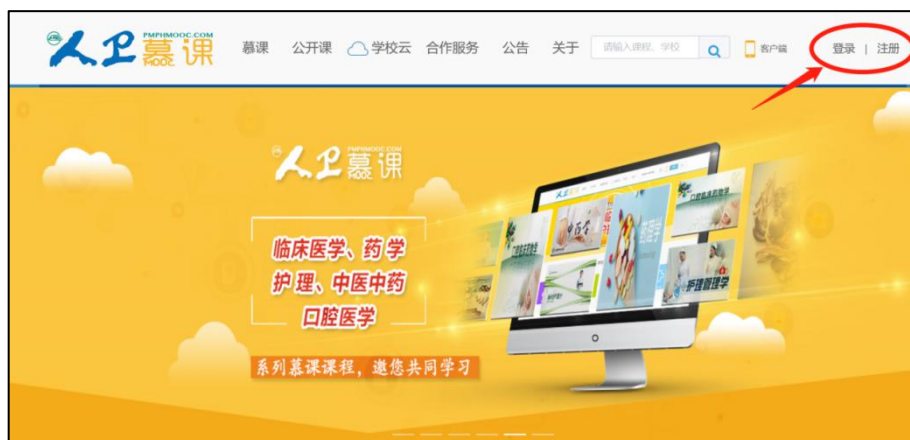 PMPHMOOC.COM
人卫慕课
慕课 公开课 学校云 合作服务 公告 关于 请输入课程、学校 客户端 登录 | 注册
PMPHMOOC.COM
人卫慕课
临床医学、药学
护理、中医中药
口腔医学
系列慕课课程，邀您共同学习
中医学
护理管理学